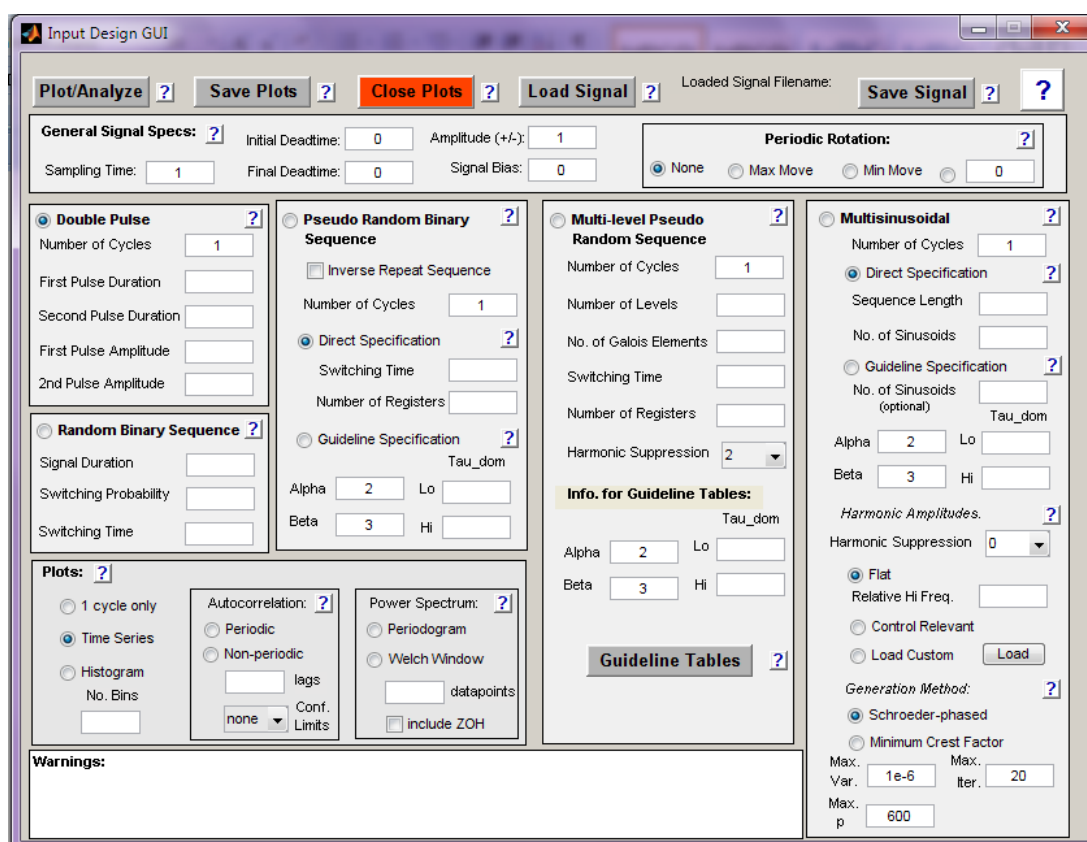 Input Design GUI
Plot/Analyze ? Save Plots ? Close Plots ? Load Signal ? Loaded Signal Filename: Save Signal ? ?
General Signal Specs: ? Initial Deadtime: 0 Amplitude (+/-): 1
Sampling Time: 1 Final Deadtime: 0 Signal Bias: 0
Periodic Rotation: ?
None Max Move Min Move 0
Double Pulse ?
Number of Cycles 1
First Pulse Duration
Second Pulse Duration
First Pulse Amplitude
2nd Pulse Amplitude
Random Binary Sequence ?
Signal Duration
Switching Probability
Switching Time
Pseudo Random Binary ?
Sequence
Inverse Repeat Sequence
Number of Cycles 1
Direct Specification ?
Switching Time
Number of Registers
Guideline Specification ?
Tau_dom
Alpha 2 Lo
Beta 3 Hi
Multi-level Pseudo ?
Random Sequence
Number of Cycles 1
Number of Levels
No. of Galois Elements
Switching Time
Number of Registers
Harmonic Suppression 2
Info. for Guideline Tables:
Tau_dom
Alpha 2 Lo
Beta 3 Hi
Guideline Tables ?
Multisinusoidal ?
Number of Cycles 1
Direct Specification ?
Sequence Length
No. of Sinusoids
Guideline Specification ?
No. of Sinusoids
(optional)
Tau_dom
Alpha 2 Lo
Beta 3 Hi
Harmonic Amplitudes. ?
Harmonic Suppression 0
Flat
Relative Hi Freq.
Control Relevant
Load Custom Load
Generation Method: ?
Schroeder-phased
Minimum Crest Factor
Max. Max.
Var. 1e-6 Iter. 20
Max.
p 600
Plots: ?
1 cycle only
Time Series
Histogram
No. Bins
Autocorrelation: ?
Periodic
Non-periodic
lags
none Conf.
Limits
Power Spectrum: ?
Periodogram
Welch Window
datapoints
include ZOH
Warnings: